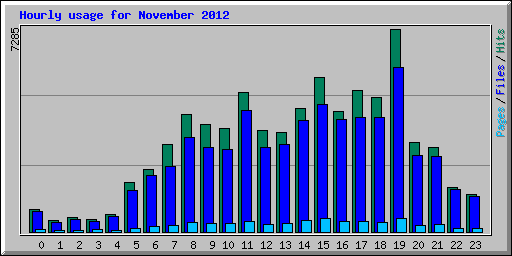 Hourly usage for November 2012
7285
Pages / Files / Hits
0 1 2 3 4 5 6 7 8 9 10 11 12 13 14 15 16 17 18 19 20 21 22 23